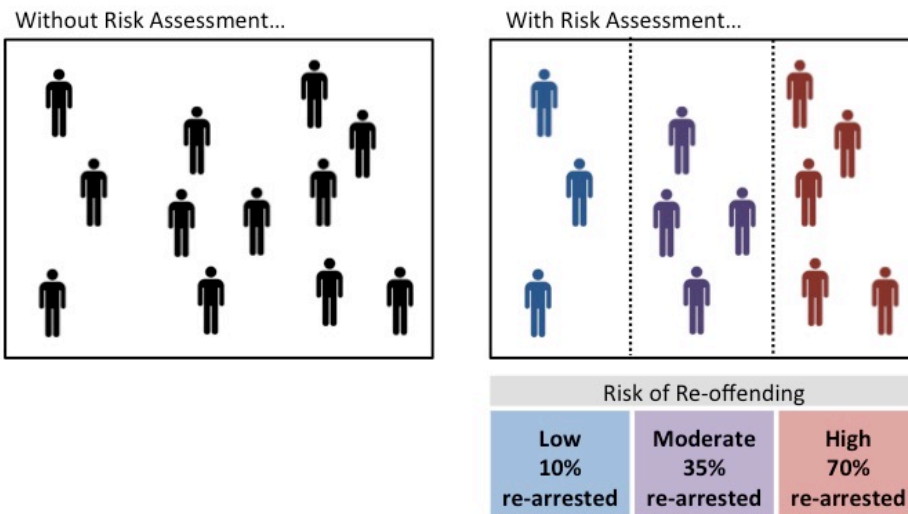 Without Risk Assessment...
With Risk Assessment...
Risk of Re-offending
Low
10%
re-arrested
Moderate
35%
re-arrested
High
70%
re-arrested